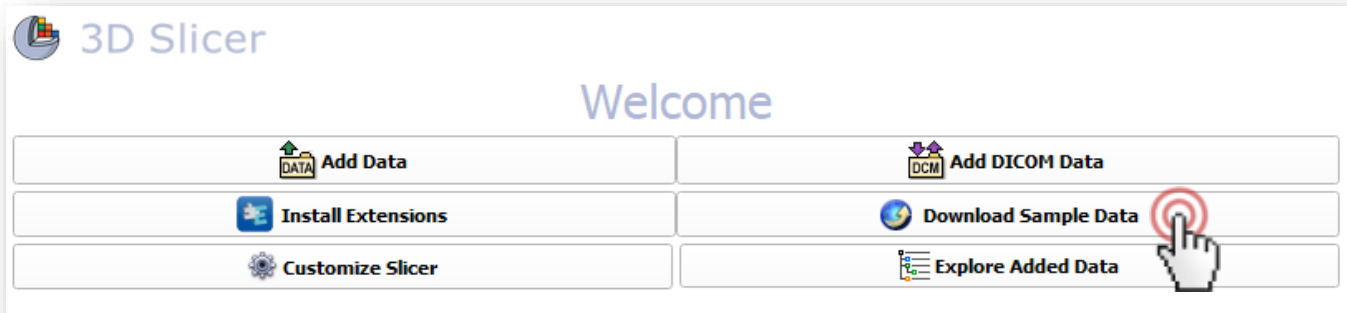 3D Slicer
Welcome
DATA Add Data
DCM Add DICOM Data
E Install Extensions
Download Sample Data
Customize Slicer
Explore Added Data